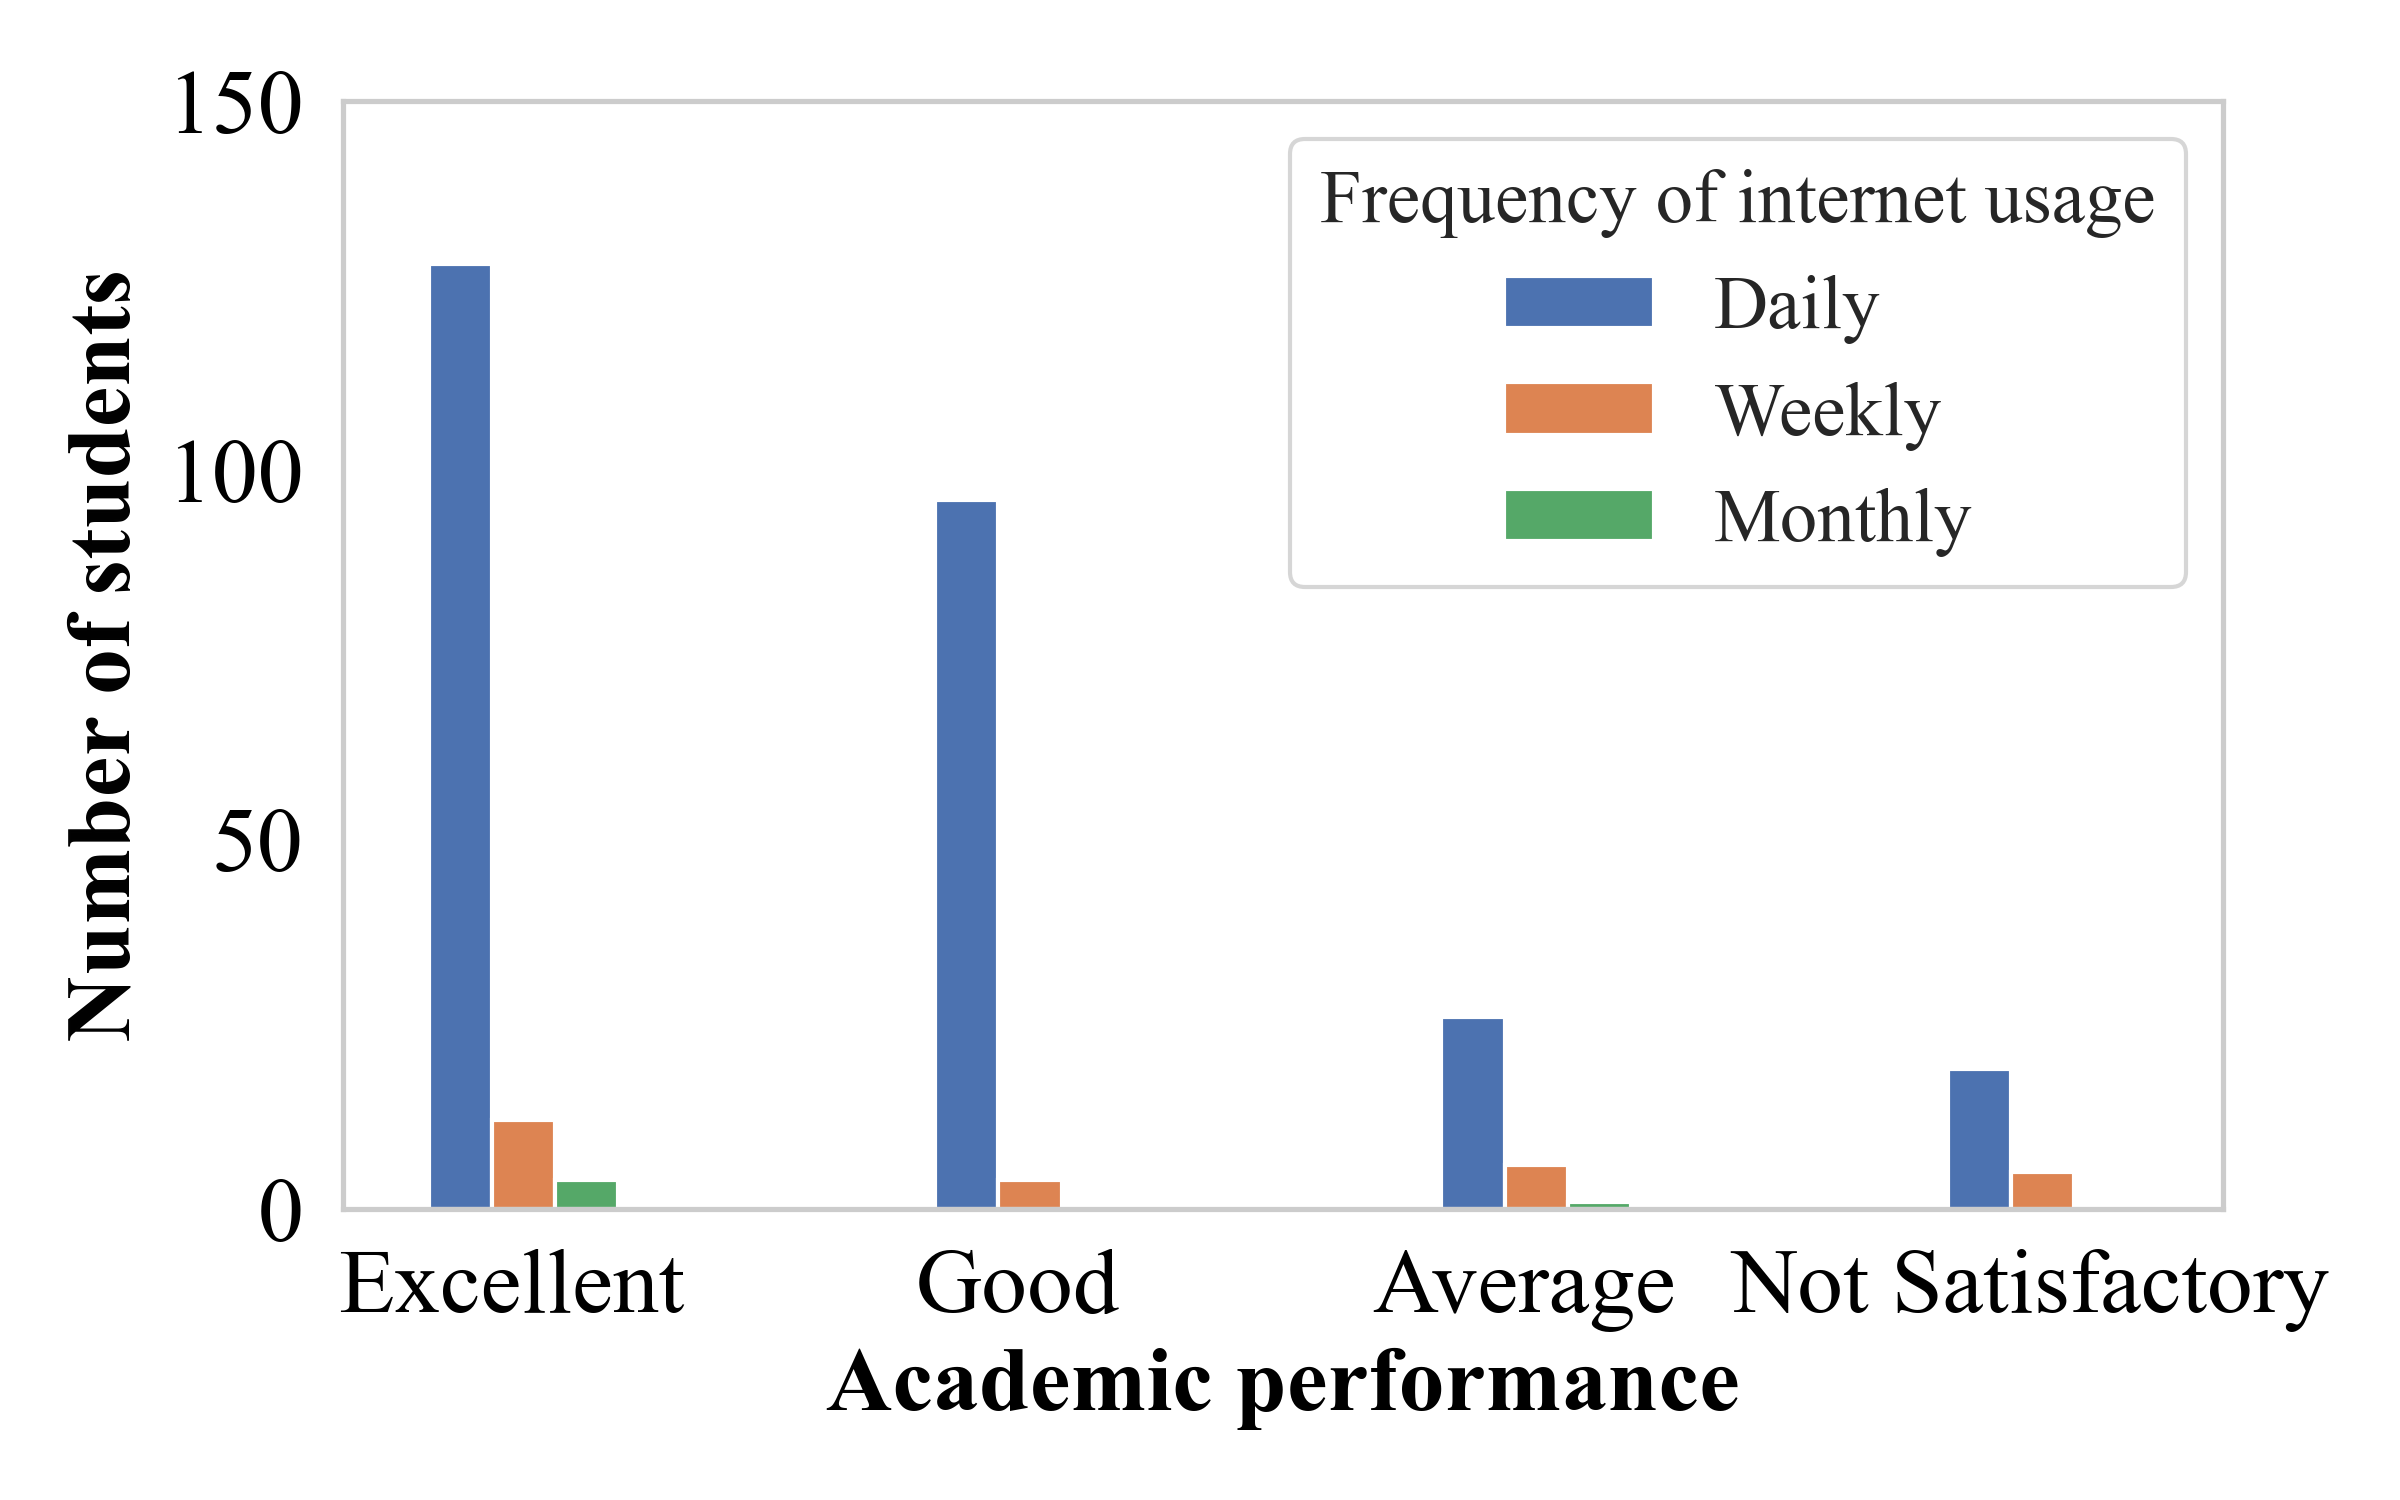 150
100
50
0
Number of students
Frequency of internet usage
Daily
Weekly
Monthly
Excellent Good Average Not Satisfactory
Academic performance